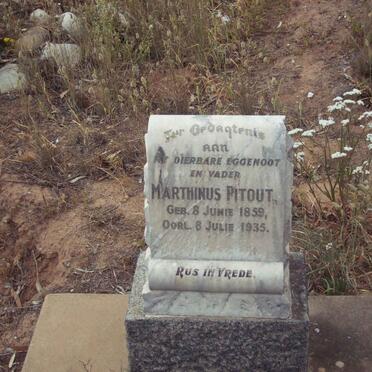 Ter Gedagtenis
AAN
MY DIERBARE EGGENOOT
EN VADER
MARTHINUS PITOUT,
GEB. 8 JUNIE 1859,
OORL. 8 JULIE 1935.
RUS IN VREDE